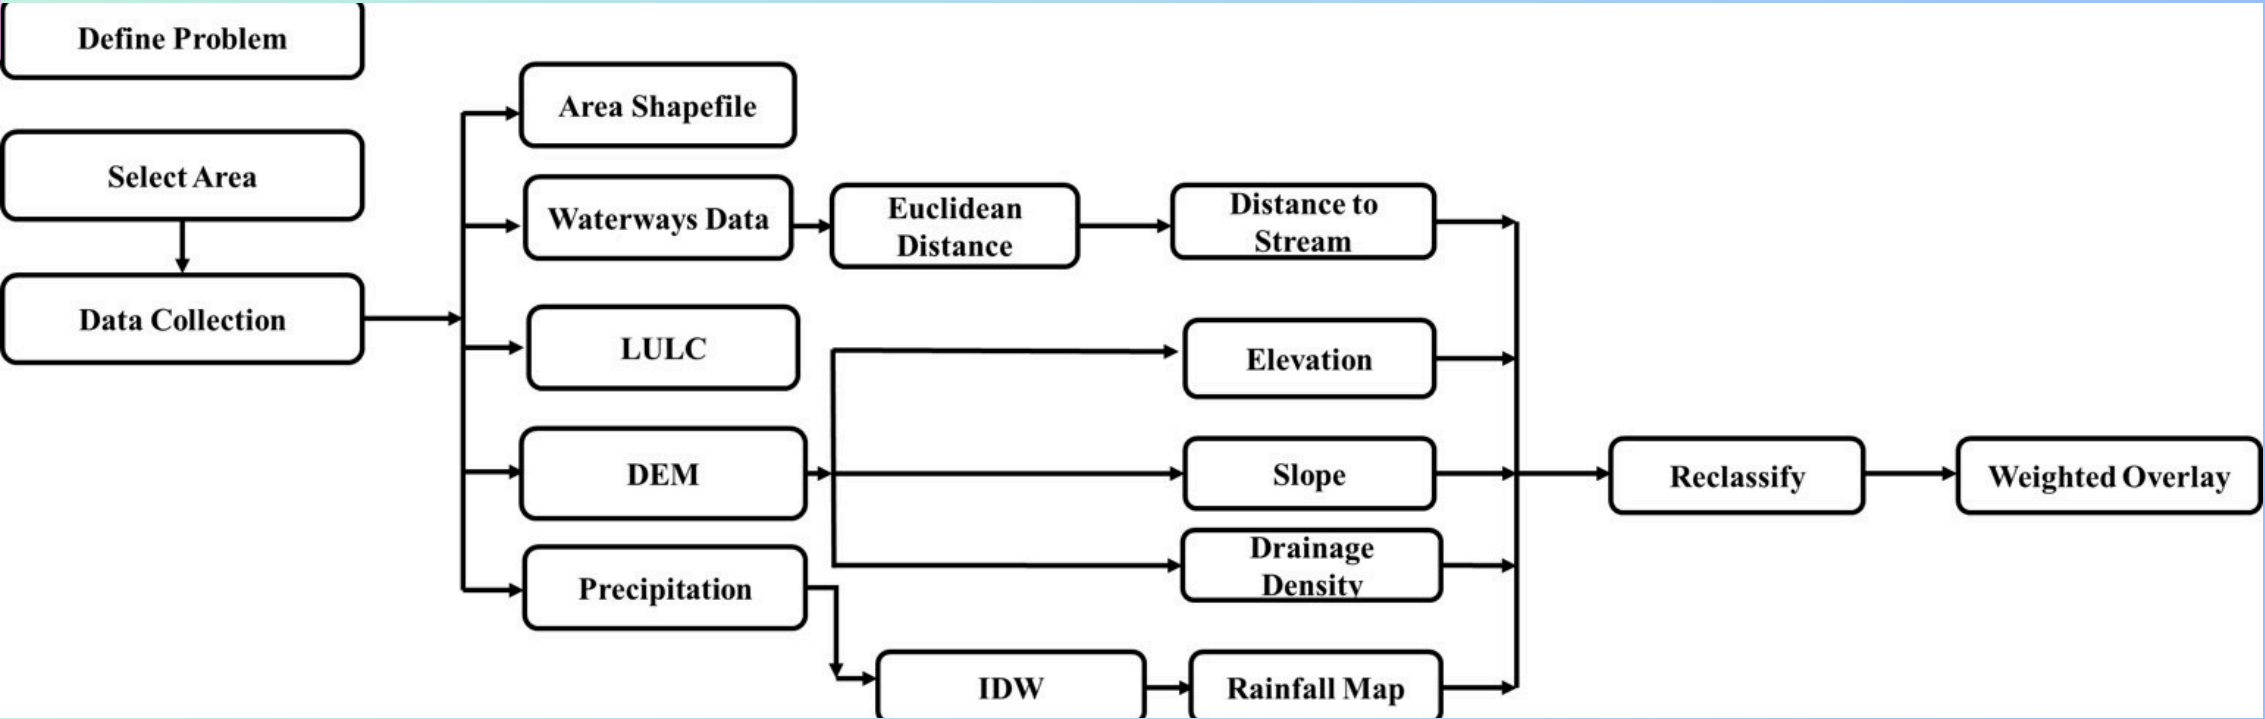 Define Problem
Select Area
Data Collection
Area Shapefile
Waterways Data
LULC
DEM
Precipitation
Euclidean
Distance
IDW
Distance to
Stream
Elevation
Slope
Drainage
Density
Rainfall Map
Reclassify
Weighted Overlay